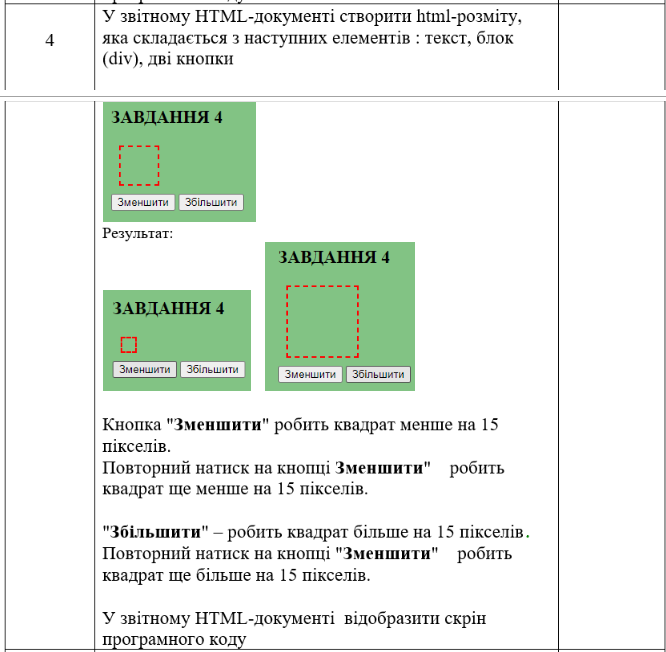 У звітному HTML-документі створити html-розміту,
4
яка складається з наступних елементів : текст, блок
(div), дві кнопки
ЗАВДАННЯ 4
Зменшити Збільшити
Результат:
ЗАВДАННЯ 4
Зменшити Збільшити
ЗАВДАННЯ 4
Зменшити Збільшити
Кнопка "Зменшити" робить квадрат менше на 15
пікселів.
Повторний натиск на кнопці Зменшити" робить
квадрат ще менше на 15 пікселів.
"Збільшити" – робить квадрат більше на 15 пікселів.
Повторний натиск на кнопці "Зменшити" робить
квадрат ще більше на 15 пікселів.
У звітному HTML-документі відобразити скрін
програмного коду